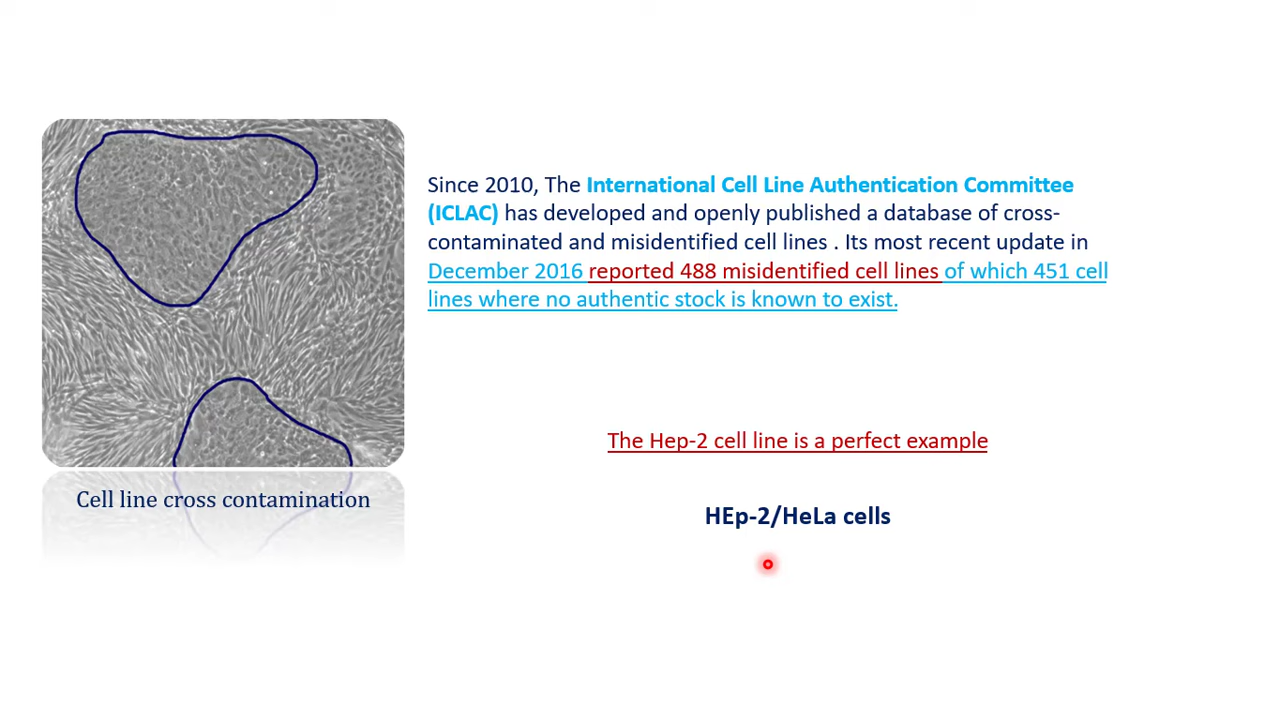 Since 2010, The International Cell Line Authentication Committee
(ICLAC) has developed and openly published a database of cross-
contaminated and misidentified cell lines . Its most recent update in
December 2016 reported 488 misidentified cell lines of which 451 cell
lines where no authentic stock is known to exist.
The Hep-2 cell line is a perfect example
Cell line cross contamination
HEp-2/HeLa cells